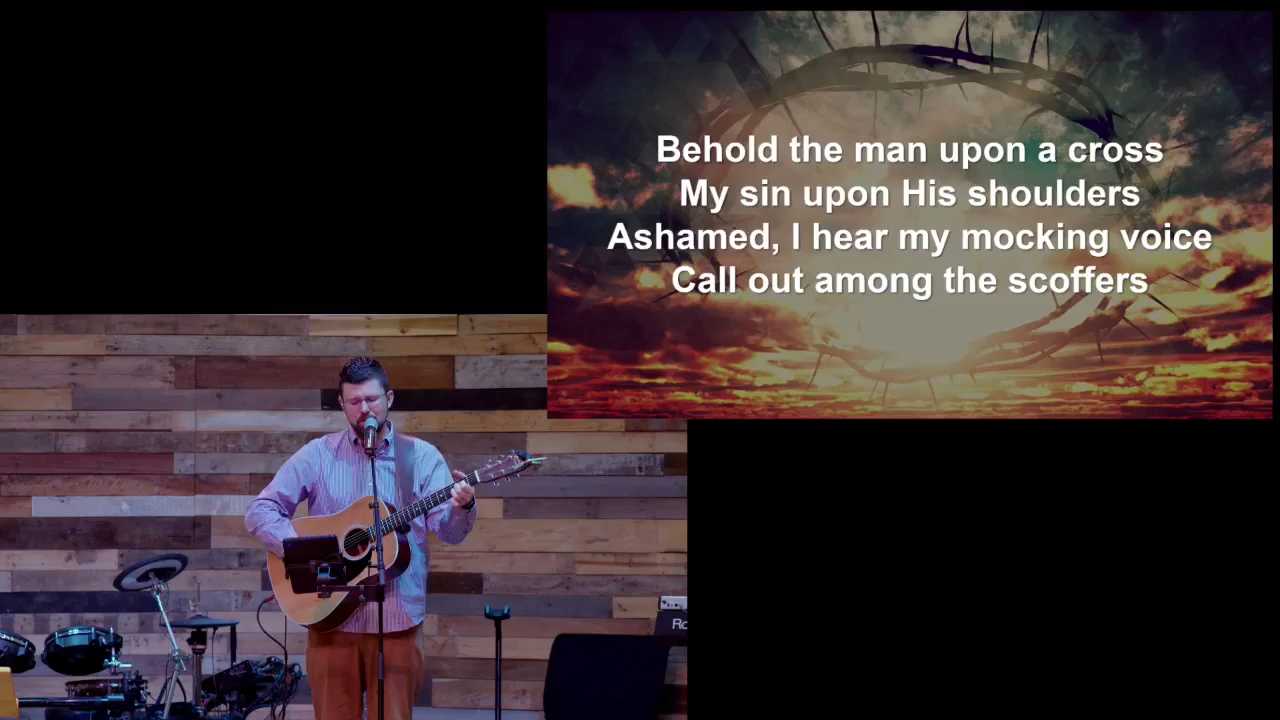 Behold the man upon a cross
My sin upon His shoulders
Ashamed, I hear my mocking voice
Call out among the scoffers